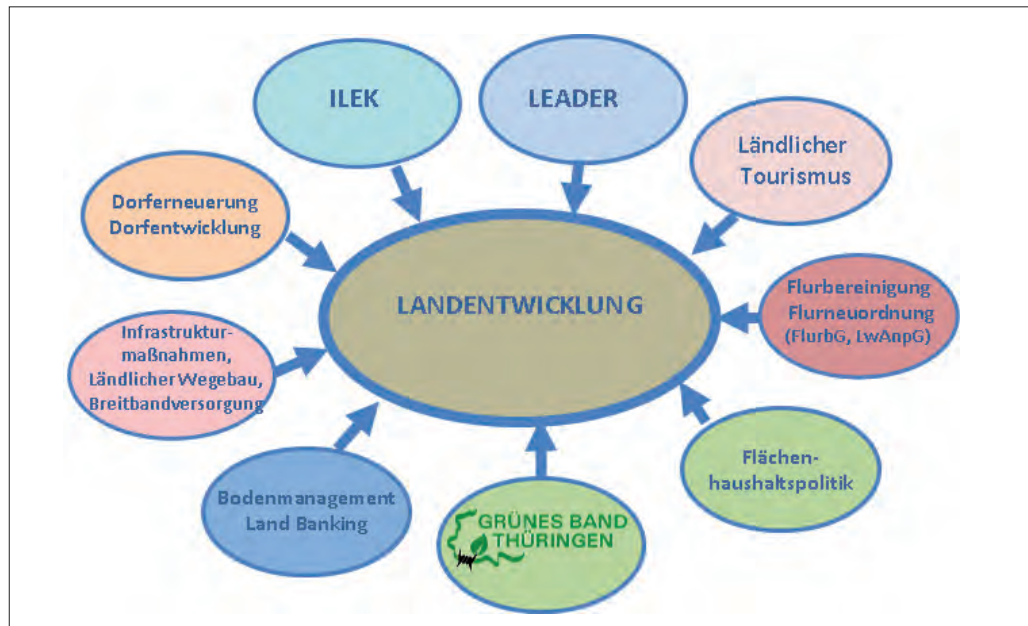 ILEK
LEADER
Ländlicher
Tourismus
Dorferneuerung
Dorfentwicklung
LANDENTWICKLUNG
Flurbereinigung
Flurneuordnung
(FlurbG, LwAnpG)
Infrastruktur-
maßnahmen,
Ländlicher Wegebau,
Breitbandversorgung
Flächen-
haushaltspolitik
Bodenmanagement
Land Banking
GRÜNES BAND
THÜRINGEN